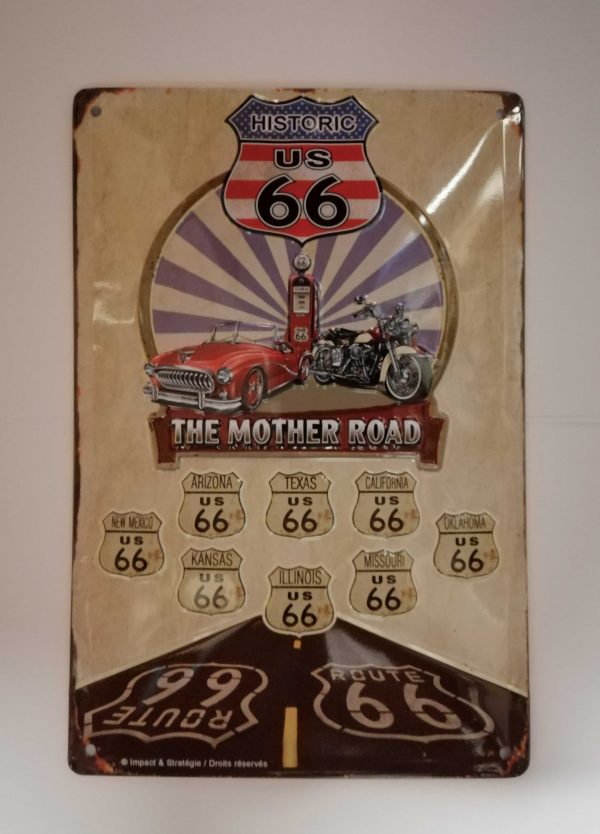 HISTORIC
US
66
66
66
THE MOTHER ROAD
ARIZONA
US
66
TEXAS
US
66
CALIFORNIA
US
66
NEW MEXICO
US
66
OKLAHOMA
US
66
KANSAS
US
66
ILLINOIS
US
66
MISSOURI
US
66
ROUTE
66
ROUTE
66
© Impact & Stratégie / Droits réservés